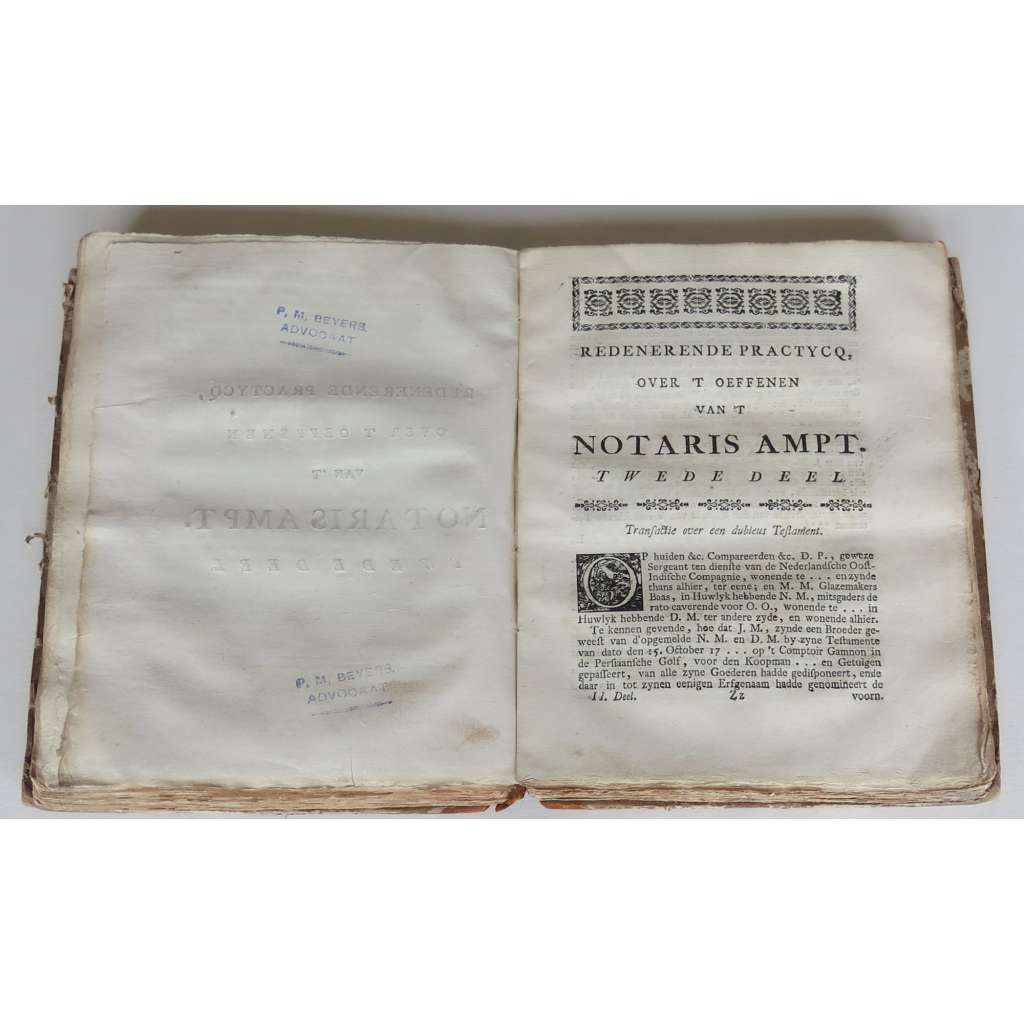 P. M. BEYERS.
ADVOCAAT
P. M. BEYERS.
ADVOCAAT
REDENERENDE PRACTYCQ,
OVER 'T OEFFENEN
VAN 'T
NOTARIS AMPT.
TWEDE DEEL
Tranſactie over een dubieus Teſtament.
OP huiden &c. Compareerden &c. D. P., geweze
Sergeant ten dienſte van de Nederlandſche Ooſt-
Indiſche Compagnie, wonende te . . . en zynde
thans alhier, ter eene; en M. M. Glazemakers
Baas, in Huwlyk hebbende N. M., mitsgaders de
rato caverende voor O. O., wonende te . . . in
Huwlyk hebbende D. M. ter andere zyde, en wonende alhier.
Te kennen gevende, hoe dat J. M., zynde een Broeder ge-
weeſt van d'opgemelde N. M. en D. M. by zyne Teſtamente
van dato den 15. October 17 . . . op 't Comptoir Gamnon in
de Perſiaanſche Golf, voor den Koopman . . . en Getuigen
gepaſſeert, van alle zyne Goederen hadde gediſponeert, ende
daar in tot zynen eenigen Erfgenaam hadde genomineert de
II. Deel. Zz voorn.